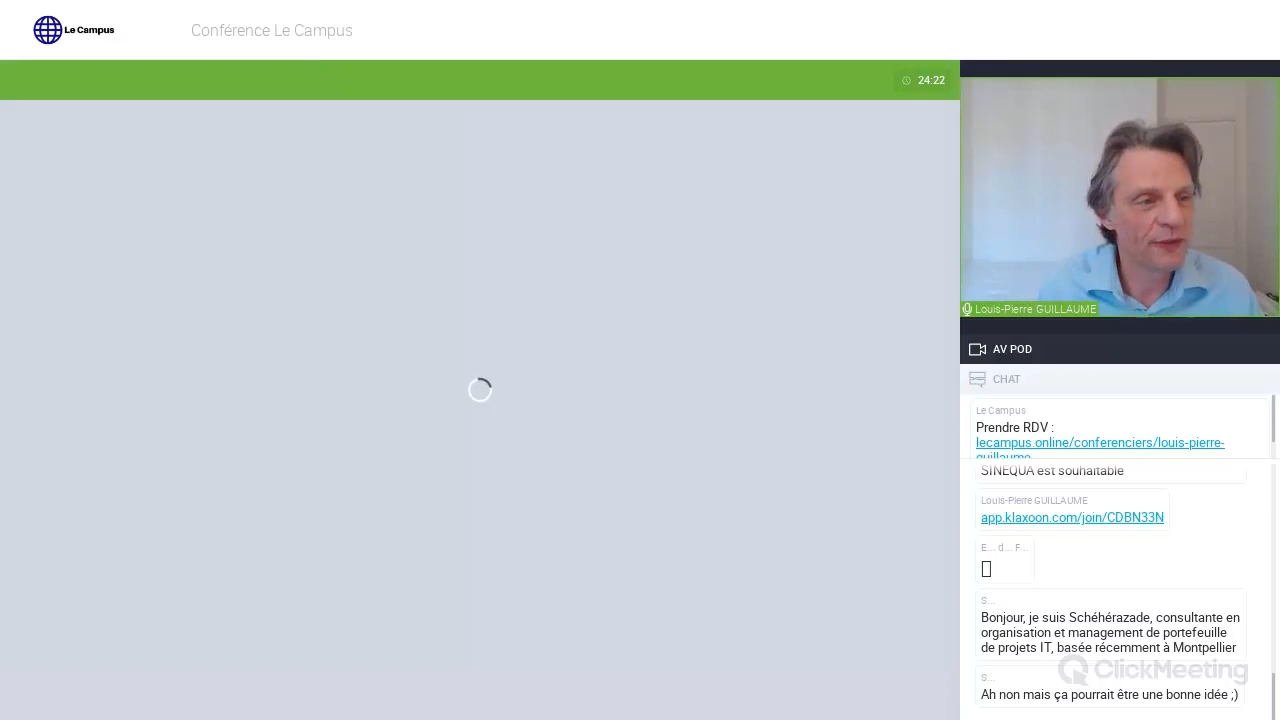 Le Campus
Conférence Le Campus
24:22
Louis-Pierre GUILLAUME
AV POD
CHAT
Le Campus
Prendre RDV :
lecampus.online/conferenciers/louis-pierre-
guillaume
SINEQUA est souhaitable
Louis-Pierre GUILLAUME
app.klaxoon.com/join/CDBN33N
E... d... F...
S...
Bonjour, je suis Schéhérazade, consultante en
organisation et management de portefeuille
de projets IT, basée récemment à Montpellier
ClickMeeting
S...
Ah non mais ça pourrait être une bonne idée ;)